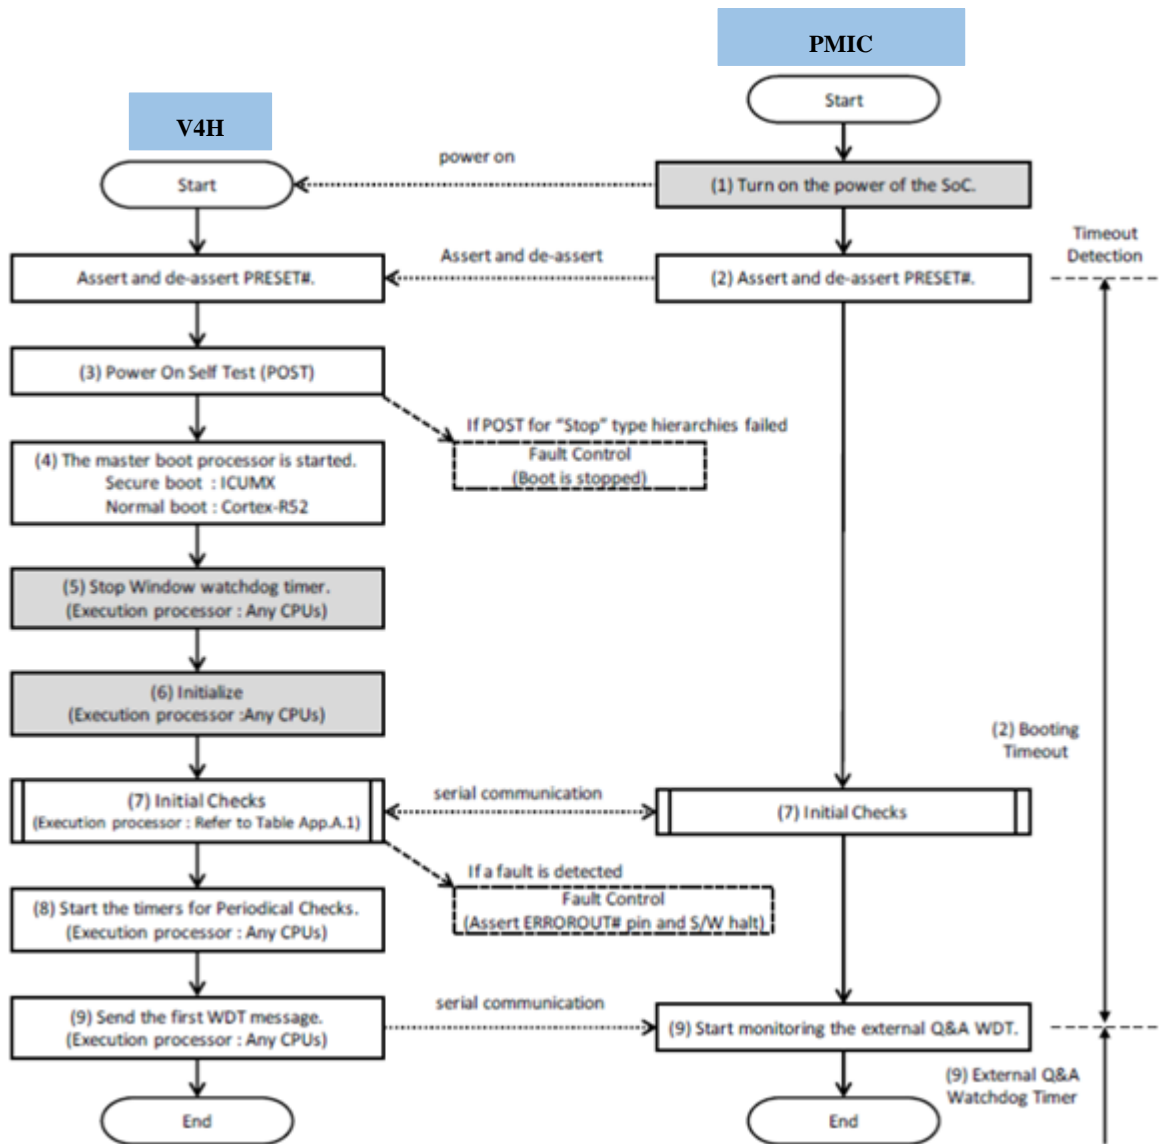 PMIC
Start
V4H
power on
Start
(1) Turn on the power of the SoC.
Timeout
Detection
Assert and de-assert
Assert and de-assert PRESET#.
(2) Assert and de-assert PRESET#.
(3) Power On Self Test (POST)
If POST for “Stop” type hierarchies failed
Fault Control
(Boot is stopped)
(4) The master boot processor is started.
Secure boot : ICUMX
Normal boot : Cortex-R52
(5) Stop Window watchdog timer.
(Execution processor : Any CPUs)
(6) Initialize
(Execution processor :Any CPUs)
(2) Booting
Timeout
(7) Initial Checks
(Execution processor : Refer to Table App.A.1)
serial communication
(7) Initial Checks
If a fault is detected
Fault Control
(Assert ERROROUT# pin and S/W halt)
(8) Start the timers for Periodical Checks.
(Execution processor : Any CPUs)
(9) Send the first WDT message.
(Execution processor : Any CPUs)
serial communication
(9) Start monitoring the external Q&A WDT.
(9) External Q&A
Watchdog Timer
End
End